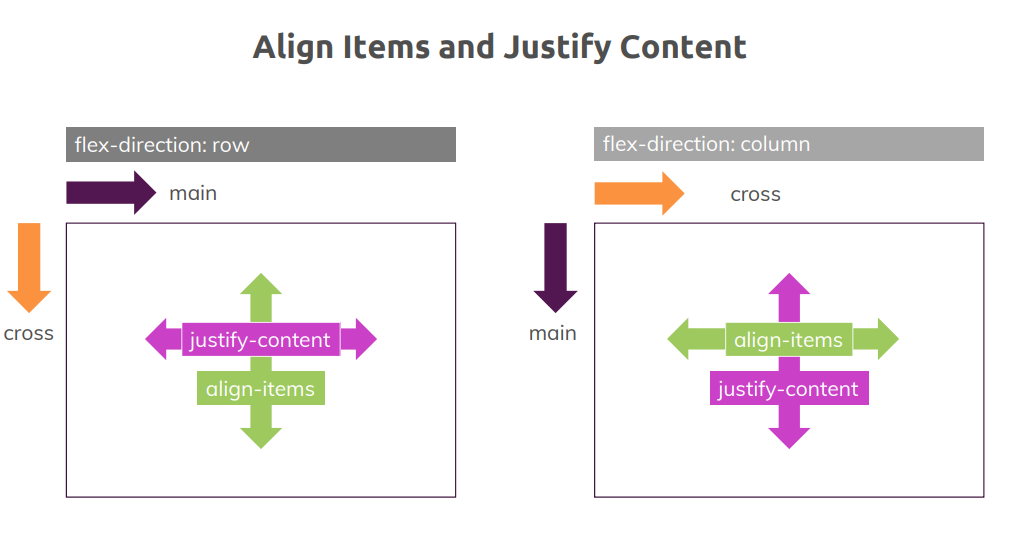 Align Items and Justify Content
flex-direction: row
main
cross
justify-content
align-items
flex-direction: column
cross
main
align-items
justify-content